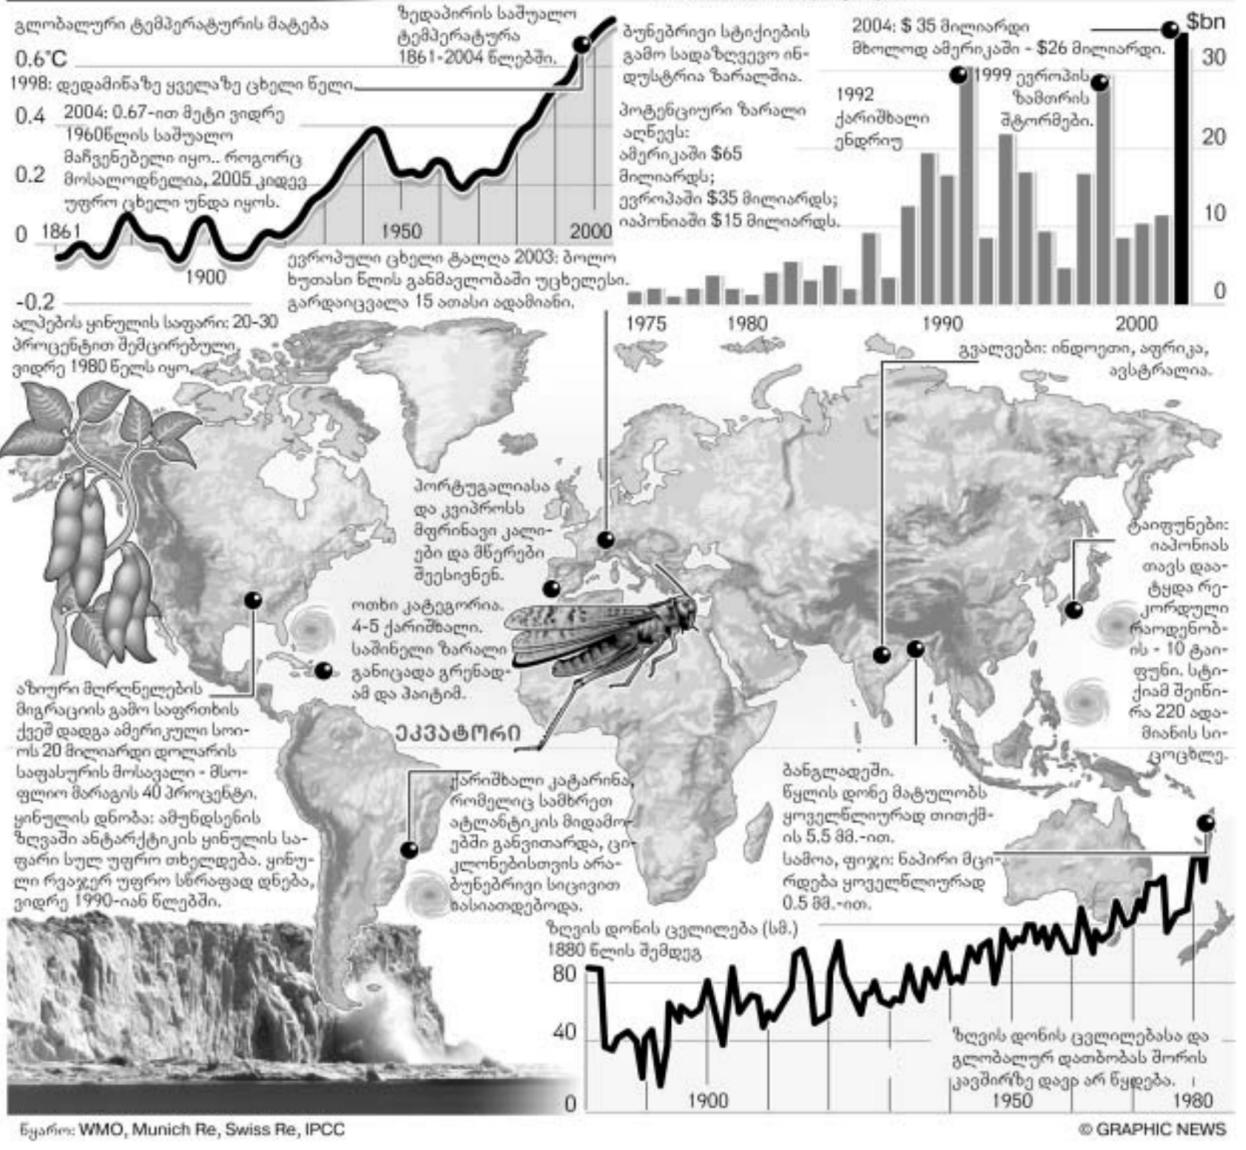 გლობალური ტემპერატურის მატება
0.6°C
0.4
0.2
0
-0.2
1861
1900
1950
2000
ზედაპირის საშუალო
ტემპერატურა
1861-2004 წლებში.
1998: დედამიწაზე ყველაზე ცხელი წელი.
2004: 0.67-ით მეტი ვიდრე
1960წლის საშუალო
მაჩვენებელი იყო.. როგორც
მოსალოდნელია, 2005 კიდევ
უფრო ცხელი უნდა იყოს.
ბუნებრივი სტიქიების
გამო სადაზღვევო ინ-
დუსტრია ზარალშია.
პოტენციური ზარალი
აღწევს:
ამერიკაში $65
მილიარდს;
ევროპაში $35 მილიარდს;
იაპონიაში $15 მილიარდს.
2004: $ 35 მილიარდი
მხოლოდ ამერიკაში - $26 მილიარდი.
$bn
30
20
10
0
1992
ქარიშხალი
ენდრიუ
1999 ევროპის
ზამთრის
შტორმები.
1975
1980
1990
2000
ევროპული ცხელი ტალღა 2003: ბოლო
ხუთასი წლის განმავლობაში უცხელესი.
გარდაიცვალა 15 ათასი ადამიანი.
ალპების ყინულის საფარი: 20-30
პროცენტით შემცირებული,
ვიდრე 1980 წელს იყო.
გვალვები: ინდოეთი, აფრიკა,
ავსტრალია.
პორტუგალიასა
და კვიპროსს
მფრინავი კალი-
ები და მწერები
შეესივნენ.
ოთხი კატეგორია.
4-5 ქარიშხალი.
საშინელი ზარალი
განიცადა გრენად-
ამ და ჰაიტიმ.
ტაიფუნები:
იაპონიას
თავს დაა-
ტყდა რე-
კორდული
რაოდენობ-
ის - 10 ტაი-
ფუნი. სტი-
ქიამ შეიწი-
რა 220 ადა-
მიანის სი-
ცოცხლე.
აზიური მღრღნელების
მიგრაციის გამო საფრთხის
ქვეშ დადგა ამერიკული სოი-
ოს 20 მილიარდი დოლარის
საფასურის მოსავალი - მსო-
ფლიო მარაგის 40 პროცენტი.
ყინულის დნობა: ამუნდსენის
ზღვაში ანტარქტიკის ყინულის სა-
ფარი სულ უფრო თხელდება. ყინუ-
ლი რვაჯერ უფრო სწრაფად დნება,
ვიდრე 1990-იან წლებში.
ეკვატორი
ქარიშხალი კატარინა,
რომელიც სამხრეთ
ატლანტიკის მიდამო-
ებში განვითარდა, ცი-
კლონებისთვის არა-
ბუნებრივი სიცივით
ხასიათდებოდა.
ბანგლადეში.
წყლის დონე მატულობს
ყოველწლიურად თითქმ-
ის 5.5 მმ.-ით.
სამოა, ფიჯი: ნაპირი მცი-
რდება ყოველწლიურად
0.5 მმ.-ით.
ზღვის დონის ცვლილება (სმ.)
1880 წლის შემდეგ
80
40
0
1900
1950
1980
ზღვის დონის ცვლილებასა და
გლობალურ დათბობას შორის
კავშირზე დავა არ წყდება.
წყარო: WMO, Munich Re, Swiss Re, IPCC
© GRAPHIC NEWS